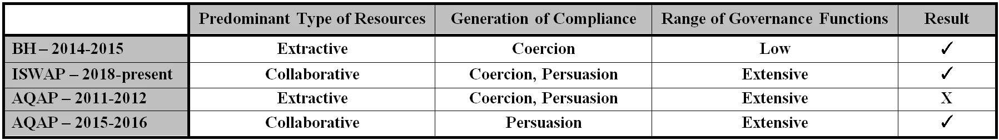 Predominant Type of Resources Generation of Compliance Range of Governance Functions Result
BH – 2014-2015 Extractive Coercion Low ✓
ISWAP – 2018-present Collaborative Coercion, Persuasion Extensive ✓
AQAP – 2011-2012 Extractive Coercion, Persuasion Extensive X
AQAP – 2015-2016 Collaborative Persuasion Extensive ✓